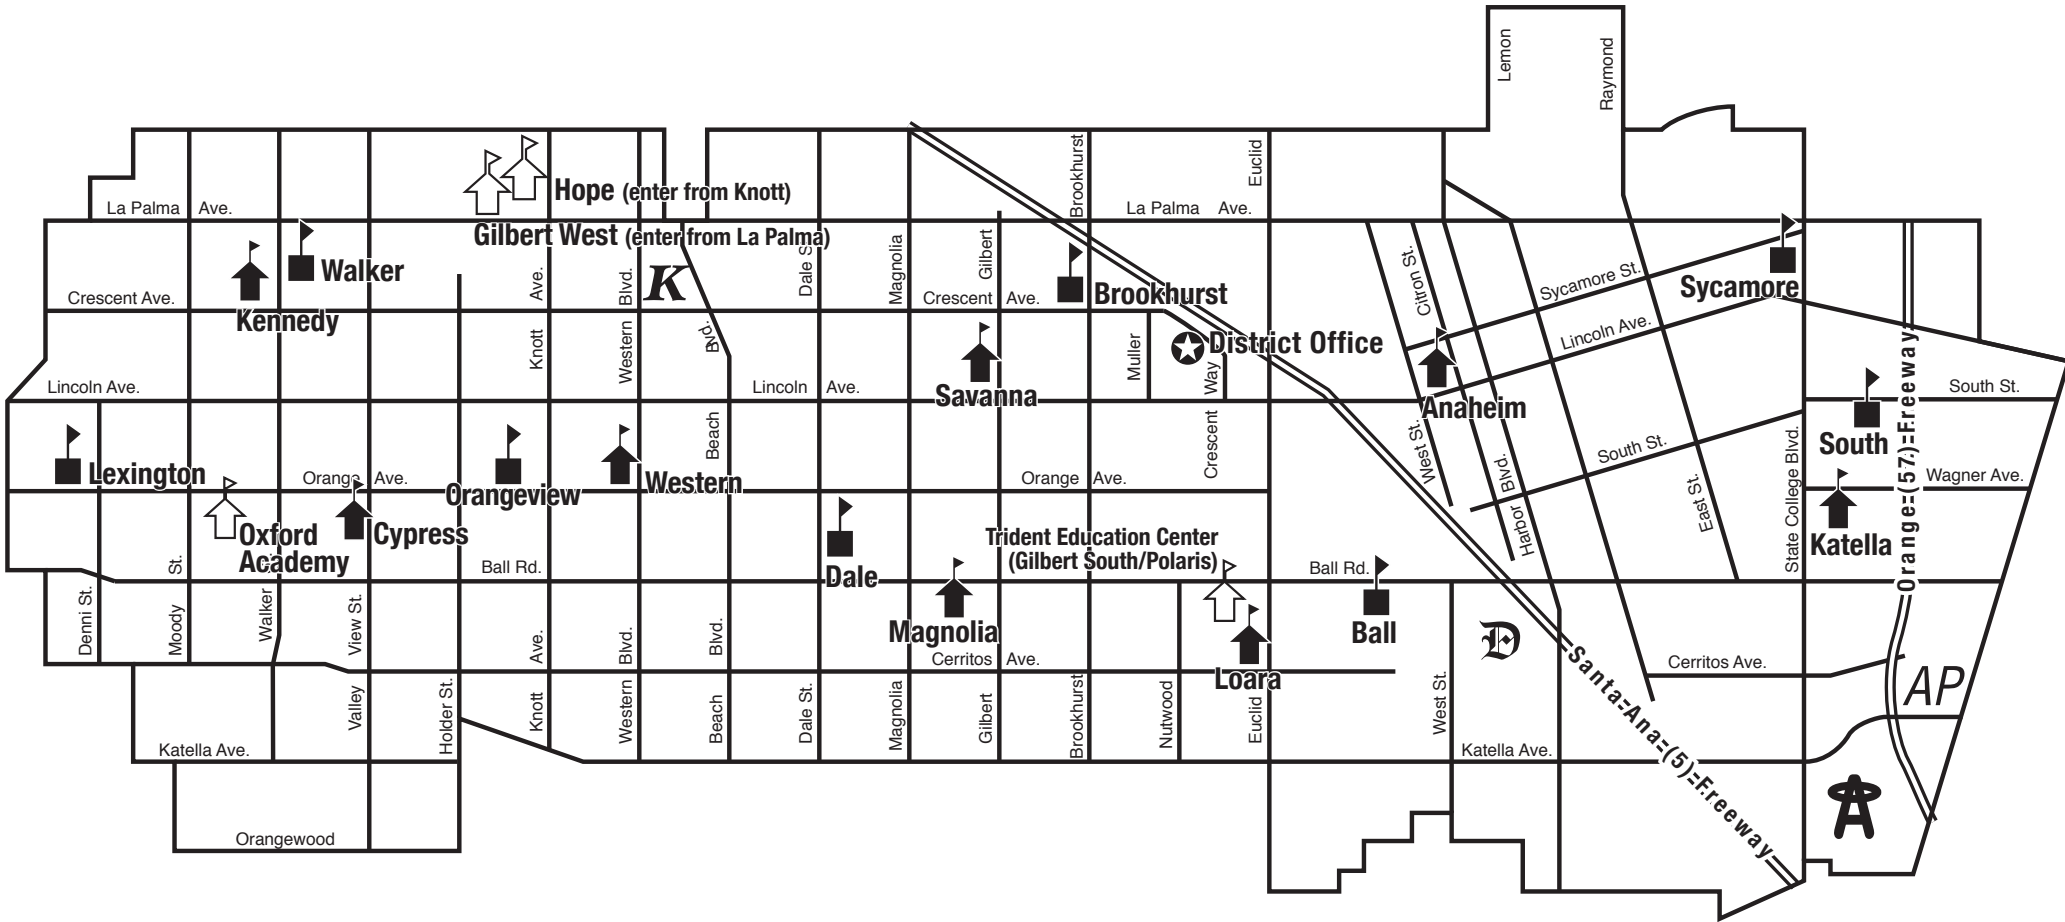 Lemon
Raymond
Brookhurst
Euclid
Hope (enter from Knott)
La Palma Ave.
La Palma Ave.
Gilbert West (enter from La Palma)
Walker
Kennedy
Crescent Ave.
Ave.
Knott
Blvd.
Western
K
Blvd.
Dale St.
Magnolia
Gilbert
Crescent Ave.
Brookhurst
Citron St.
Sycamore St.
Sycamore
Lincoln Ave.
Muller
District Office
Way
Crescent
Savanna
Anaheim
Lincoln Ave.
Lincoln Ave.
South St.
South
Lexington
Orange Ave.
Orangeview
Western
Beach
Orange Ave.
West St.
Harbor Blvd.
South St.
East St.
State College Blvd.
Wagner Ave.
Katella
Orange (57) Freeway
Oxford
Academy
Cypress
Dale
Trident Education Center
(Gilbert South/Polaris)
Ball Rd.
Ball Rd.
Denni St.
St.
Moody
Walker
View St.
Valley
Holder St.
Ave.
Knott
Blvd.
Western
Blvd.
Beach
Dale St.
Magnolia
Magnolia
Cerritos Ave.
Gilbert
Brookhurst
Nutwood
Loara
Euclid
Ball
West St.
D
Santa Ana (5) Freeway
Cerritos Ave.
AP
Katella Ave.
Katella Ave.
Orangewood
A